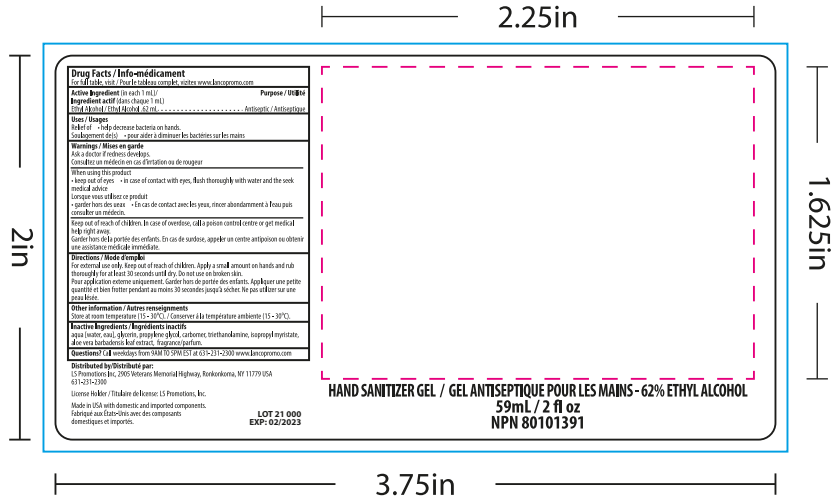 2.25in
Drug Facts / Info-médicament
For full table, visit / Pour le tableau complet, vizitex www.lancopromo.com
Active Ingredient (in each 1 mL)/ Purpose / Utilité
Ingredient actif (dans chaque 1 mL)
Ethyl Alcohol / Ethyl Alcohol .62 mL. . . . . . . . . . . . . . . . . . . . . Antiseptic / Antiseptique
Uses / Usages
Relief of • help decrease bacteria on hands.
Soulagement de(s) • pour aider à diminuer les bactéries sur les mains
Warnings / Mises en garde
Ask a doctor if redness develops.
Consultez un médecin en cas d'irritation ou de rougeur
When using this product
• keep out of eyes • in case of contact with eyes, flush thoroughly with water and the seek
medical advice
Lorsque vous utilisez ce produit
• garder hors des yeux • En cas de contact avec les yeux, rincer abondamment à l'eau puis
consulter un médecin.
Keep out of reach of children. In case of overdose, call a poison control centre or get medical
help right away.
Garder hors de la portée des enfants. En cas de surdose, appeler un centre antipoison ou obtenir
une assistance médicale immédiate.
Directions / Mode d'emploi
For external use only. Keep out of reach of children. Apply a small amount on hands and rub
thoroughly for at least 30 seconds until dry. Do not use on broken skin.
Pour application externe uniquement. Garder hors de portée des enfants. Appliquer une petite
quantité et bien frotter pendant au moins 30 secondes jusqu'à sécher. Ne pas utilizer sur une
peau lésée.
Other information / Autres renseignments
Store at room temperature (15 - 30°C). / Conserver à la température ambiente (15 - 30°C).
Inactive Ingredients / Ingrédients inactifs
aqua (water, eau), glycerin, propylene glycol, carbomer, triethanolamine, isopropyl myristate,
aloe vera barbadensis leaf extract, fragrance/parfum.
Questions? Call weekdays from 9AM TO 5PM EST at 631-231-2300 www.lancopromo.com
Distributed by/Distributé par:
LS Promotions Inc, 2905 Veterans Memorial Highway, Ronkonkoma, NY 11779 USA
631-231-2300
License Holder / Titulaire de license: LS Promotions, Inc.
Made in USA with domestic and imported components.
Fabriqué aux États-Unis avec des composants
domestiques et importés.
LOT 21 000
EXP: 02/2023
HAND SANITIZER GEL / GEL ANTISEPTIQUE POUR LES MAINS - 62% ETHYL ALCOHOL
59mL / 2 fl oz
NPN 80101391
2in
1.625in
3.75in